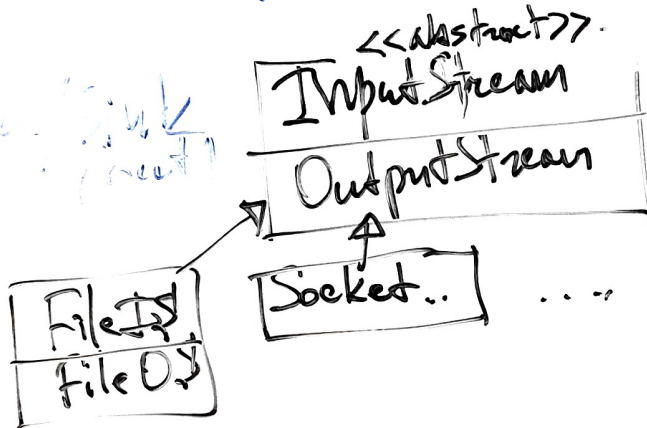 <<abstract>>
InputStream
OutputStream
FileIS
FileOS
Socket..
....